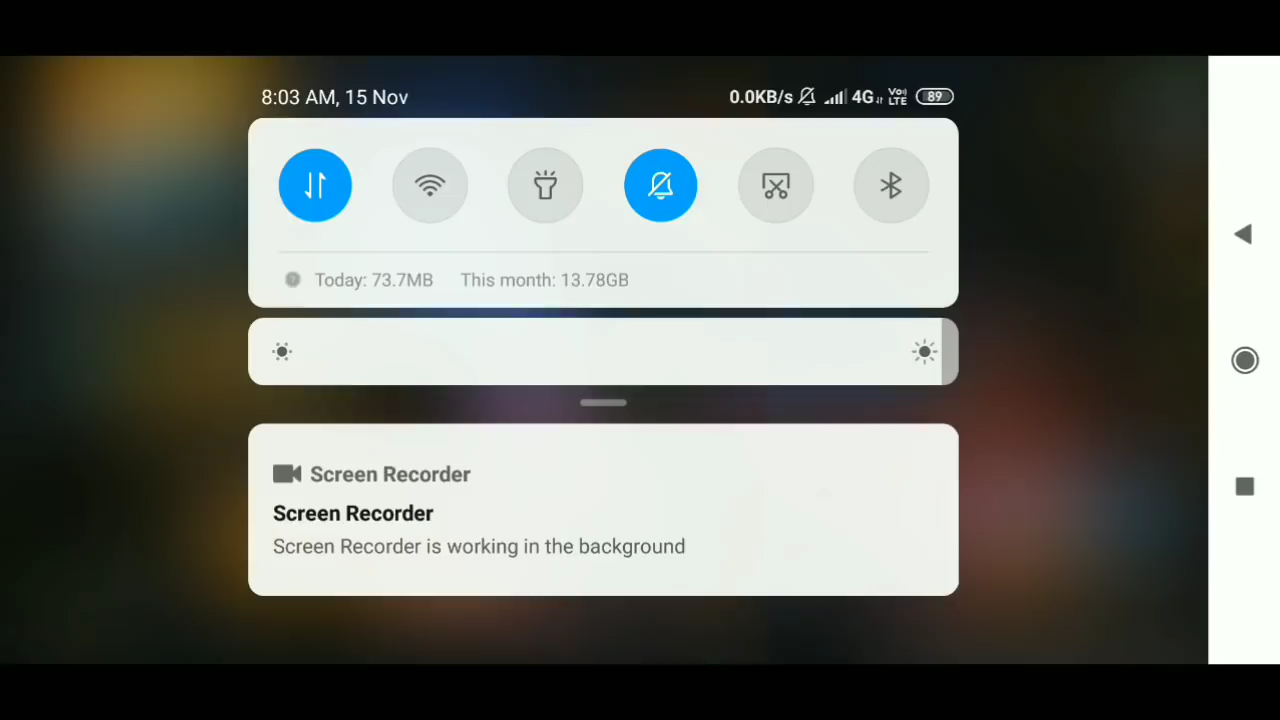 8:03 AM, 15 Nov 0.0KB/s 4G Vo)) LTE 89
Today: 73.7MB This month: 13.78GB
Screen Recorder
Screen Recorder
Screen Recorder is working in the background